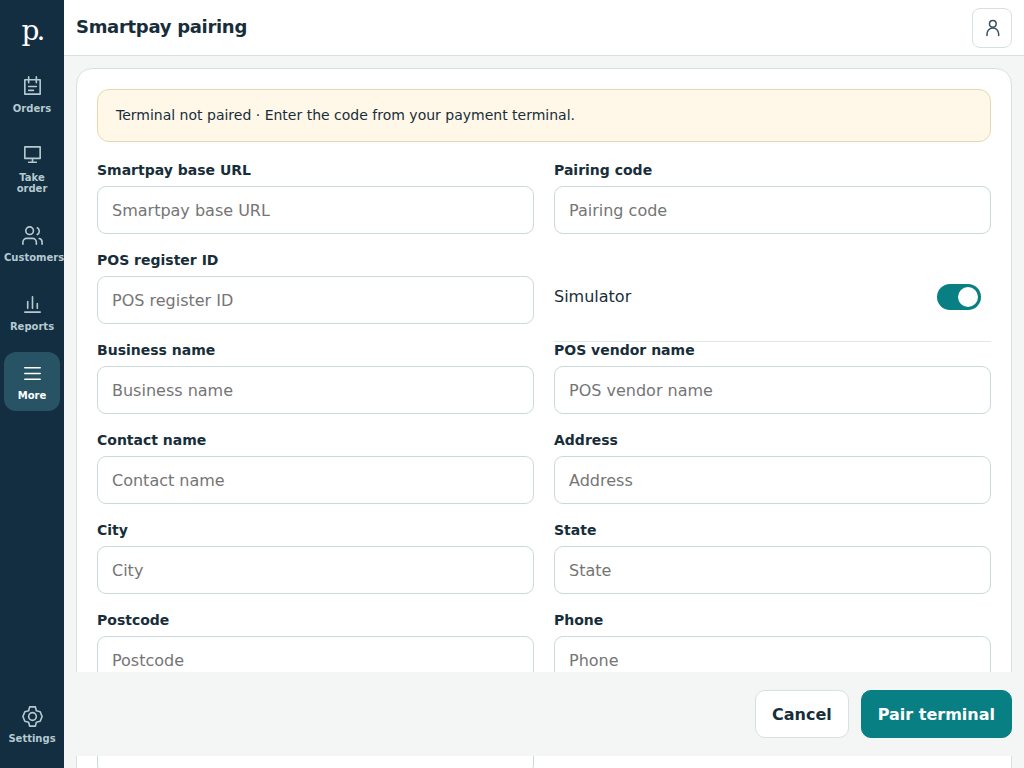 p.
Smartpay pairing
Orders
Take
order
Customers
Reports
More
Settings
Terminal not paired · Enter the code from your payment terminal.
Smartpay base URL
Smartpay base URL
Pairing code
Pairing code
POS register ID
POS register ID
Simulator
Business name
Business name
POS vendor name
POS vendor name
Contact name
Contact name
Address
Address
City
City
State
State
Postcode
Postcode
Phone
Phone
Cancel
Pair terminal